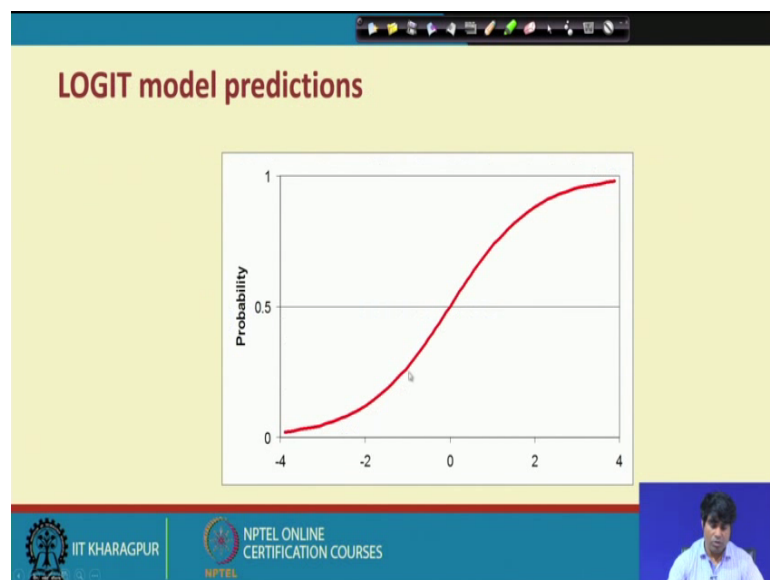 LOGIT model predictions
1
0.5
0
Probability
-4 -2 0 2 4
IIT KHARAGPUR
NPTEL
NPTEL ONLINE
CERTIFICATION COURSES